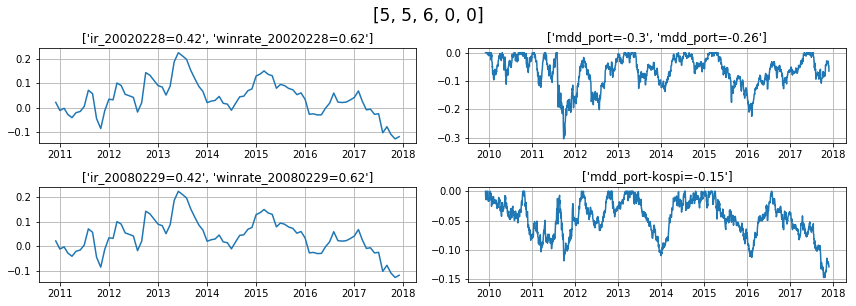 [5, 5, 6, 0, 0]
['ir_20020228=0.42', 'winrate_20020228=0.62']
0.2
0.1
0.0
−0.1
2011 2012 2013 2014 2015 2016 2017 2018
['mdd_port=-0.3', 'mdd_port=-0.26']
0.0
−0.1
−0.2
−0.3
2010 2011 2012 2013 2014 2015 2016 2017 2018
['ir_20080229=0.42', 'winrate_20080229=0.62']
0.2
0.1
0.0
−0.1
2011 2012 2013 2014 2015 2016 2017 2018
['mdd_port-kospi=-0.15']
0.00
−0.05
−0.10
−0.15
2010 2011 2012 2013 2014 2015 2016 2017 2018